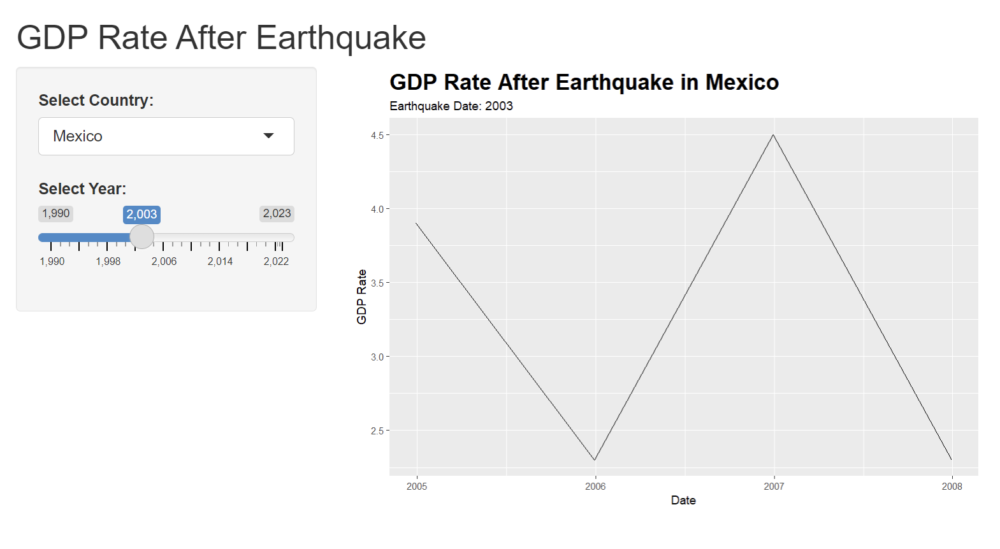 GDP Rate After Earthquake
Select Country:
Mexico
Select Year:
1,990 2,003 2,023
1,990 1,998 2,006 2,014 2,022
GDP Rate After Earthquake in Mexico
Earthquake Date: 2003
GDP Rate
4.5
4.0
3.5
3.0
2.5
2005 2006 2007 2008
Date